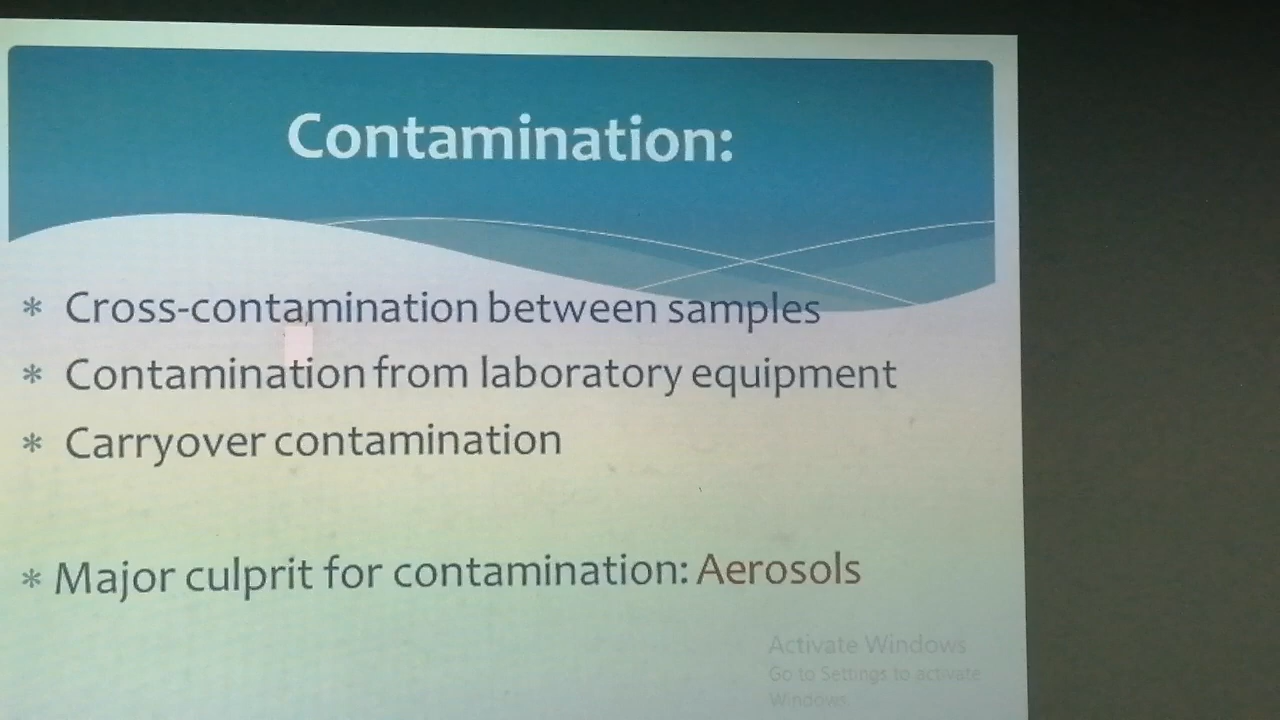 Contamination:
* Cross-contamination between samples
* Contamination from laboratory equipment
* Carryover contamination
* Major culprit for contamination: Aerosols
Activate Windows
Go to Settings to activate
Windows.